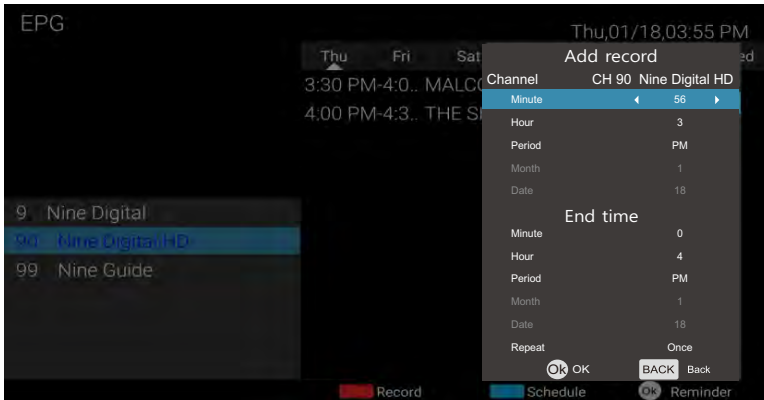 EPG
Thu,01/18,03:55 PM
Thu Fri Sat
3:30 PM-4:0.. MALCO
4:00 PM-4:3.. THE
9 Nine Digital
90 Nine Digital HD
99 Nine Guide
Add record
Channel CH 90 Nine Digital HD
Minute 56
Hour 3
Period PM
Month 1
Date 18
End time
Minute 0
Hour 4
Period PM
Month 1
Date 18
Repeat Once
Ok OK BACK Back
Record Schedule OK Reminder